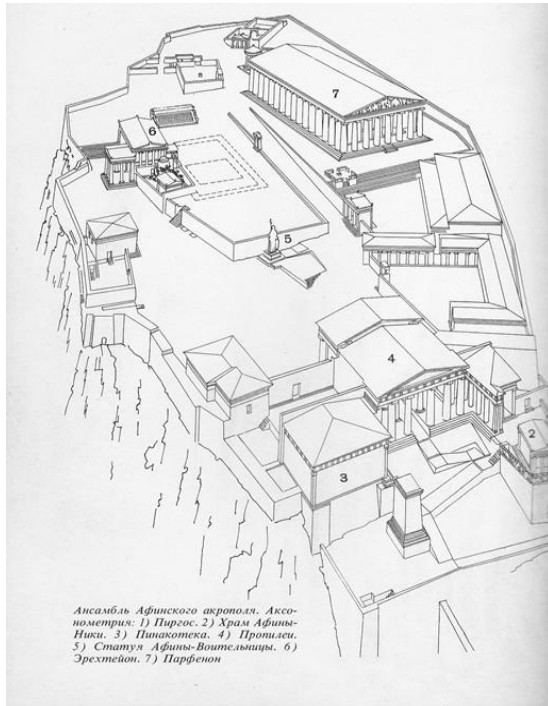 7
6
5
4
2
3
Ансамбль Афинского акрополя. Аксо-
нометрия: 1) Пиргос. 2) Храм Афины-
Ники. 3) Пинакотека. 4) Пропилеи.
5) Статуя Афины-Воительницы. 6)
Эрехтейон. 7) Парфенон